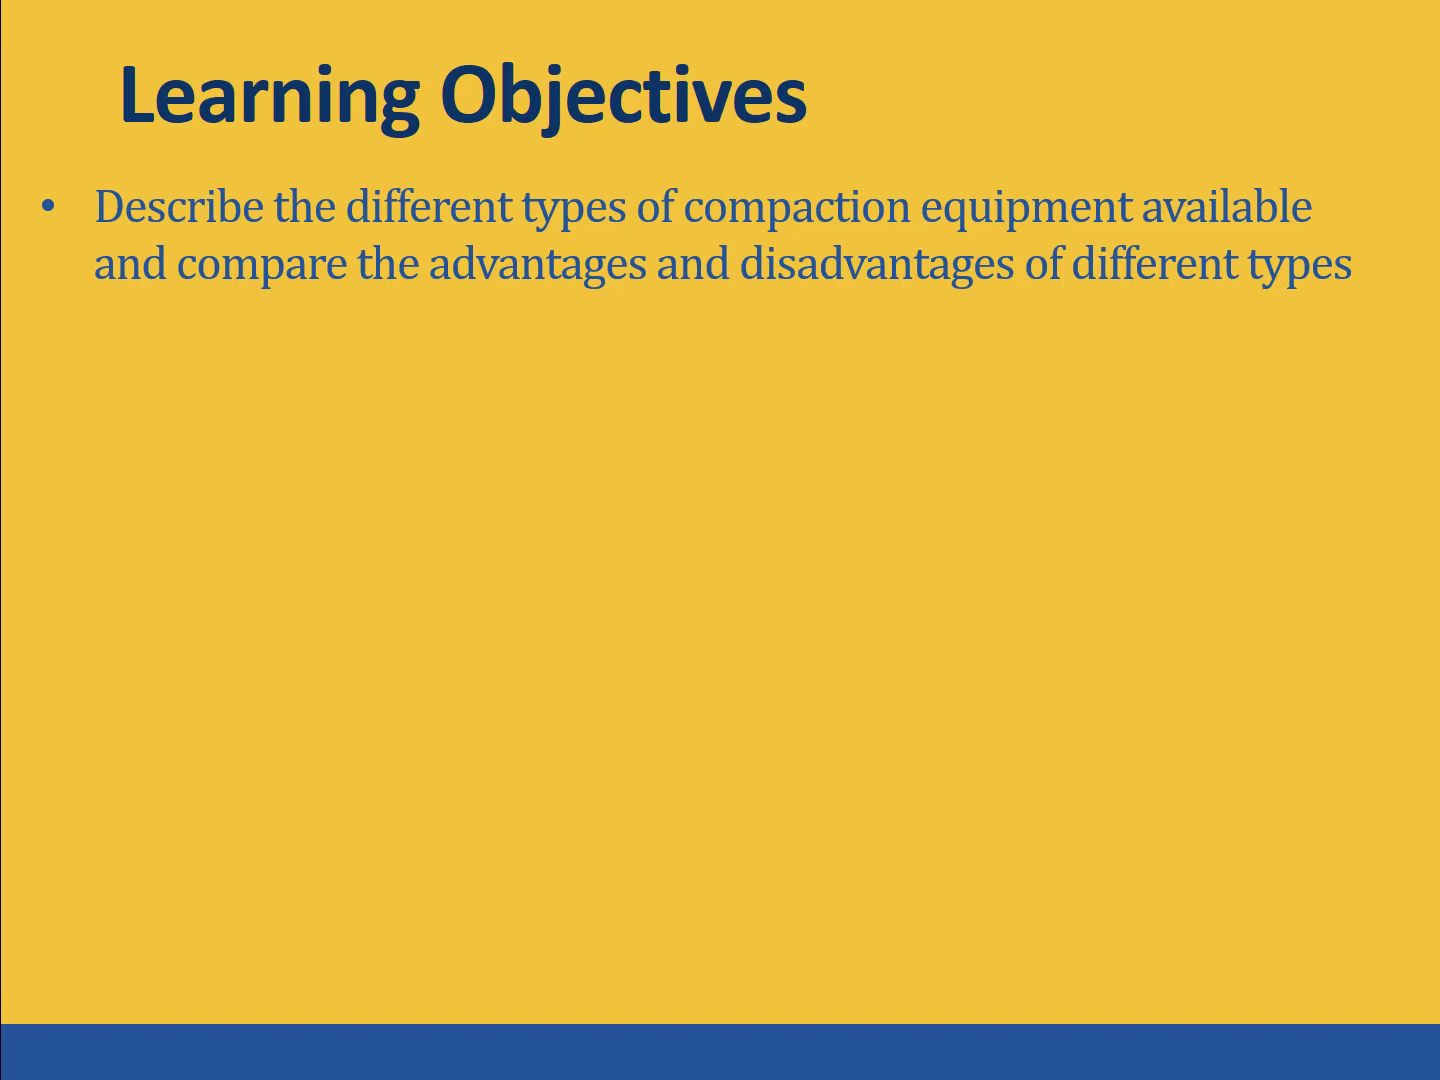 Learning Objectives
• Describe the different types of compaction equipment available
and compare the advantages and disadvantages of different types